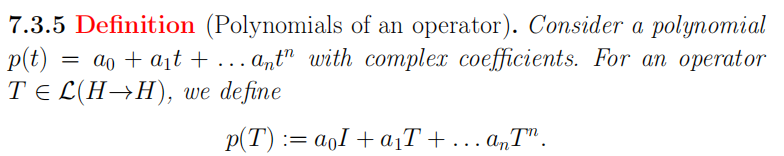 7.3.5 Definition (Polynomials of an operator). Consider a polynomial
p(t) = a₀ + a₁t + … aₙtⁿ with complex coefficients. For an operator
T ∈ ℒ(H→H), we define
p(T) := a₀I + a₁T + … aₙTⁿ.